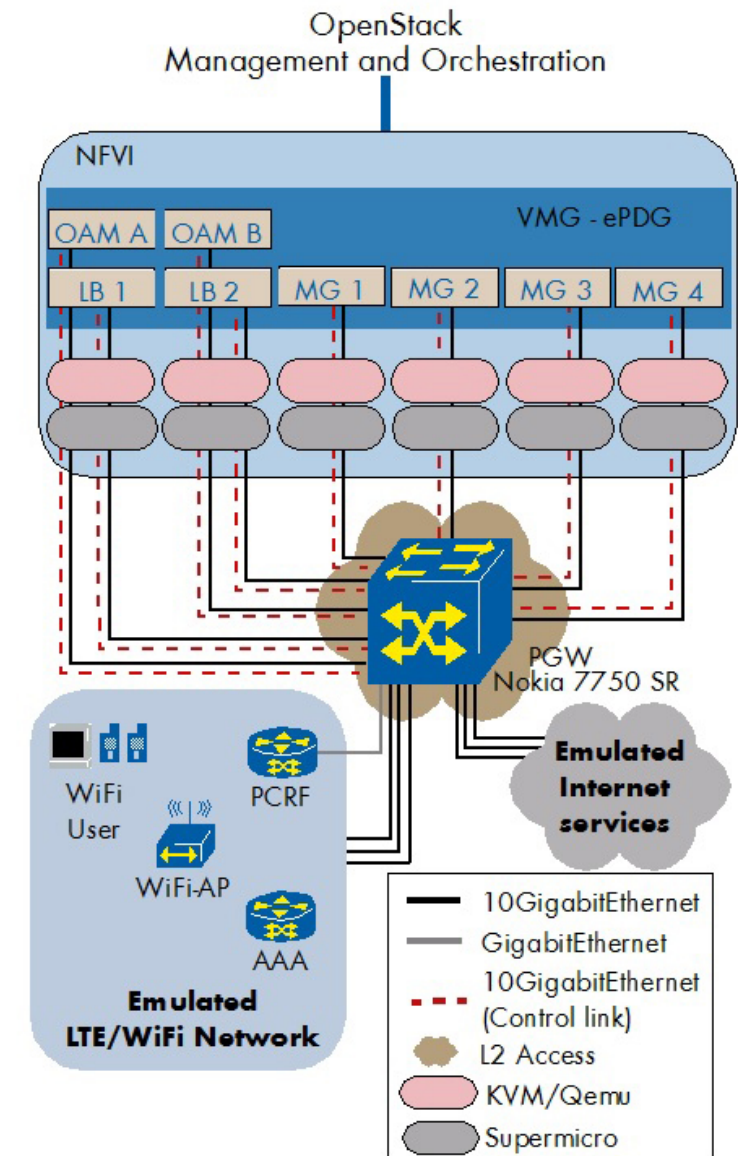 OpenStack
Management and Orchestration
NFVI
VMG - ePDG
OAM A
OAM B
LB 1
LB 2
MG 1
MG 2
MG 3
MG 4
PGW
Nokia 7750 SR
WiFi
User
PCRF
WiFi-AP
AAA
Emulated
LTE/WiFi Network
Emulated
Internet
services
10GigabitEthernet
GigabitEthernet
10GigabitEthernet
(Control link)
L2 Access
KVM/Qemu
Supermicro